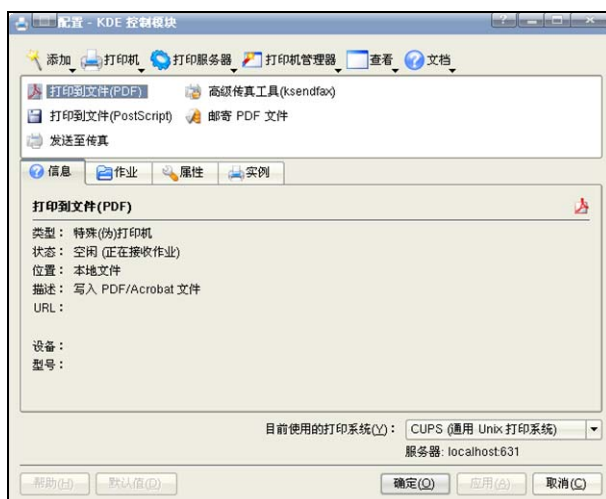 配置 - KDE 控制模块
添加 打印机 打印服务器 打印机管理器 查看 文档
打印到文件(PDF) 高级传真工具(ksendfax)
打印到文件(PostScript) 邮寄 PDF 文件
发送至传真
信息 作业 属性 实例
打印到文件(PDF)
类型： 特殊(伪)打印机
状态： 空闲 (正在接收作业)
位置： 本地文件
描述： 写入 PDF/Acrobat 文件
URL：
设备：
型号：
目前使用的打印系统(Y)： CUPS (通用 Unix 打印系统)
服务器: localhost:631
帮助(H) 默认值(D) 确定(O) 应用(A) 取消(C)